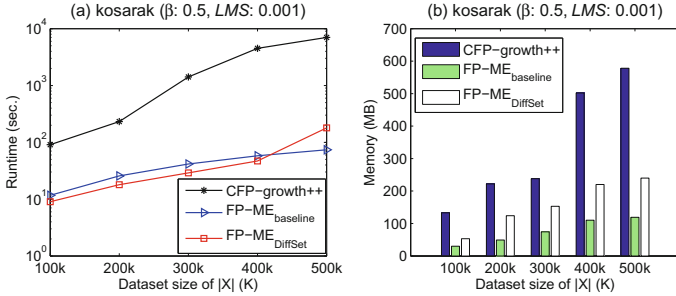 (a) kosarak (β: 0.5, LMS: 0.001)
10^4
10^3
10^2
10^1
10^0
Runtime (sec.)
CFP−growth++
FP−ME_baseline
FP−ME_DiffSet
100k 200k 300k 400k 500k
Dataset size of |X| (K)
(b) kosarak (β: 0.5, LMS: 0.001)
700
600
500
400
300
200
100
0
Memory (MB)
CFP−growth++
FP−ME_baseline
FP−ME_DiffSet
100k 200k 300k 400k 500k
Dataset size of |X| (K)